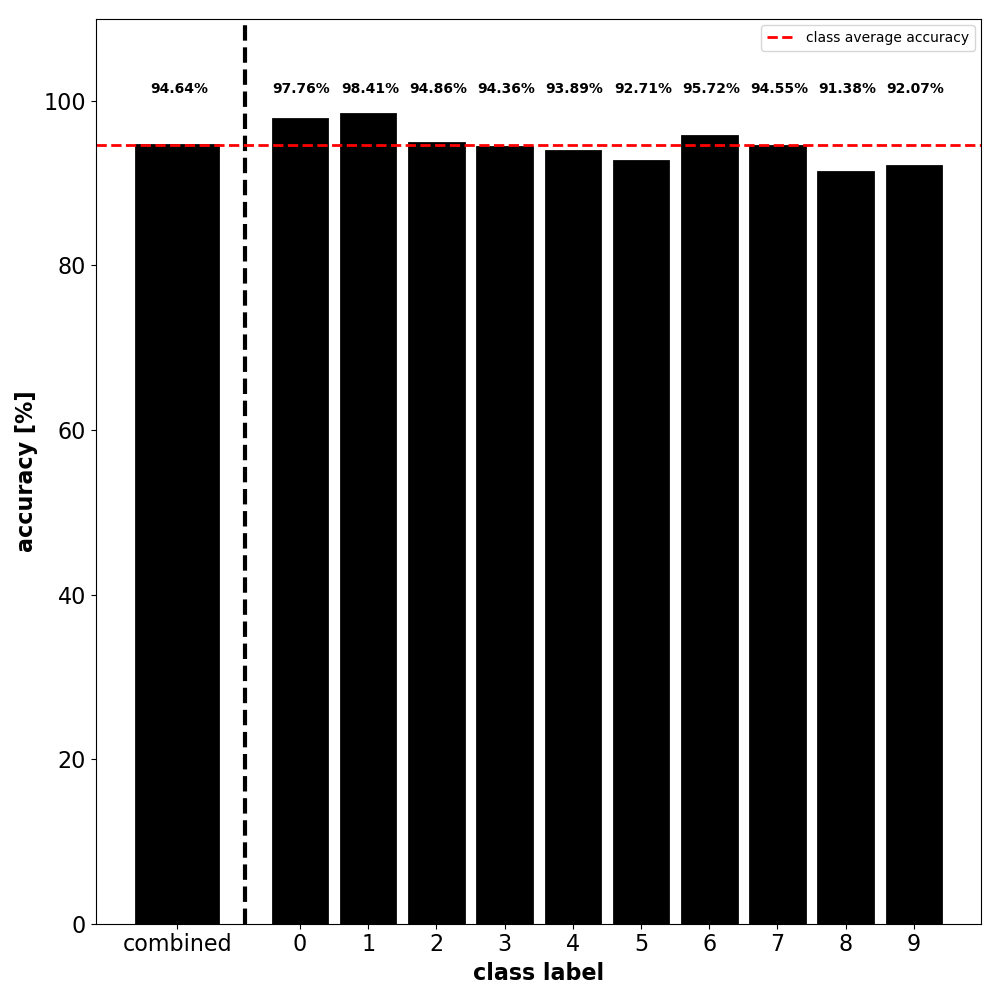 class average accuracy
94.64% 97.76% 98.41% 94.86% 94.36% 93.89% 92.71% 95.72% 94.55% 91.38% 92.07%
100
80
60
40
20
0
accuracy [%]
combined 0 1 2 3 4 5 6 7 8 9
class label